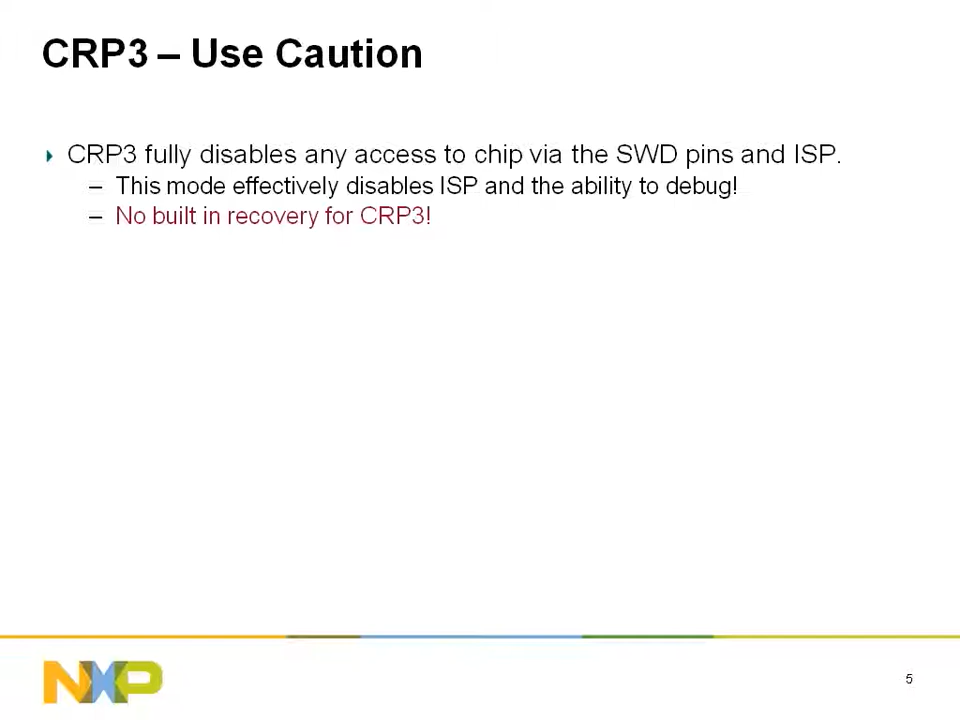 CRP3 – Use Caution
CRP3 fully disables any access to chip via the SWD pins and ISP.
– This mode effectively disables ISP and the ability to debug!
– No built in recovery for CRP3!
NXP
5